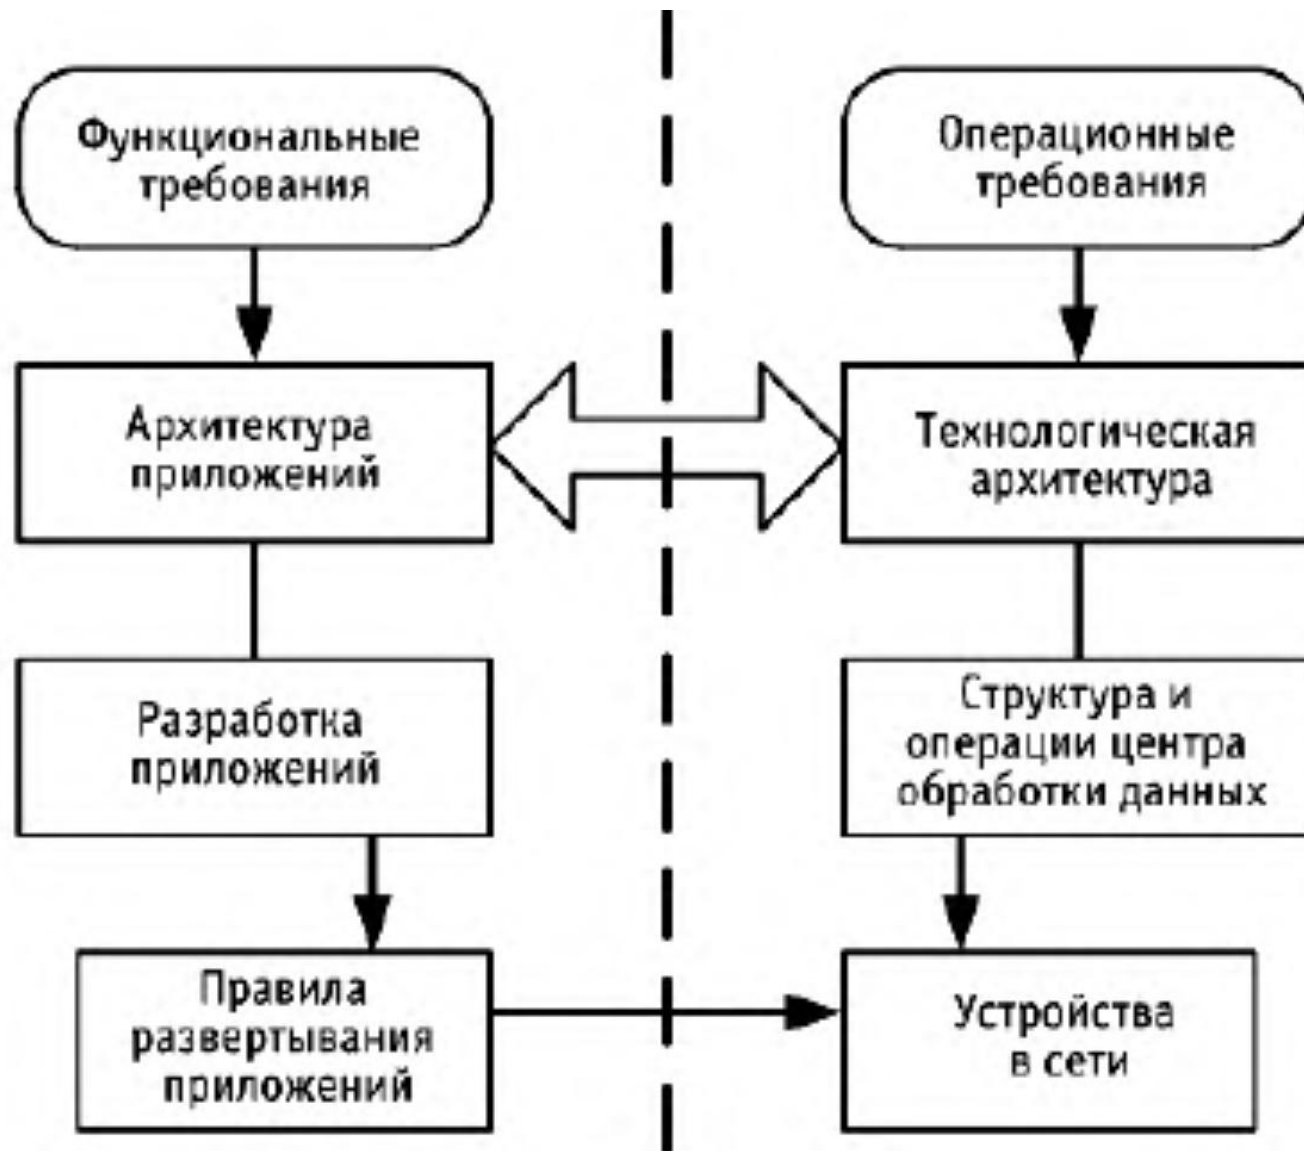 Функциональные
требования
Операционные
требования
Архитектура
приложений
Технологическая
архитектура
Разработка
приложений
Структура и
операции центра
обработки данных
Правила
развертывания
приложений
Устройства
в сети